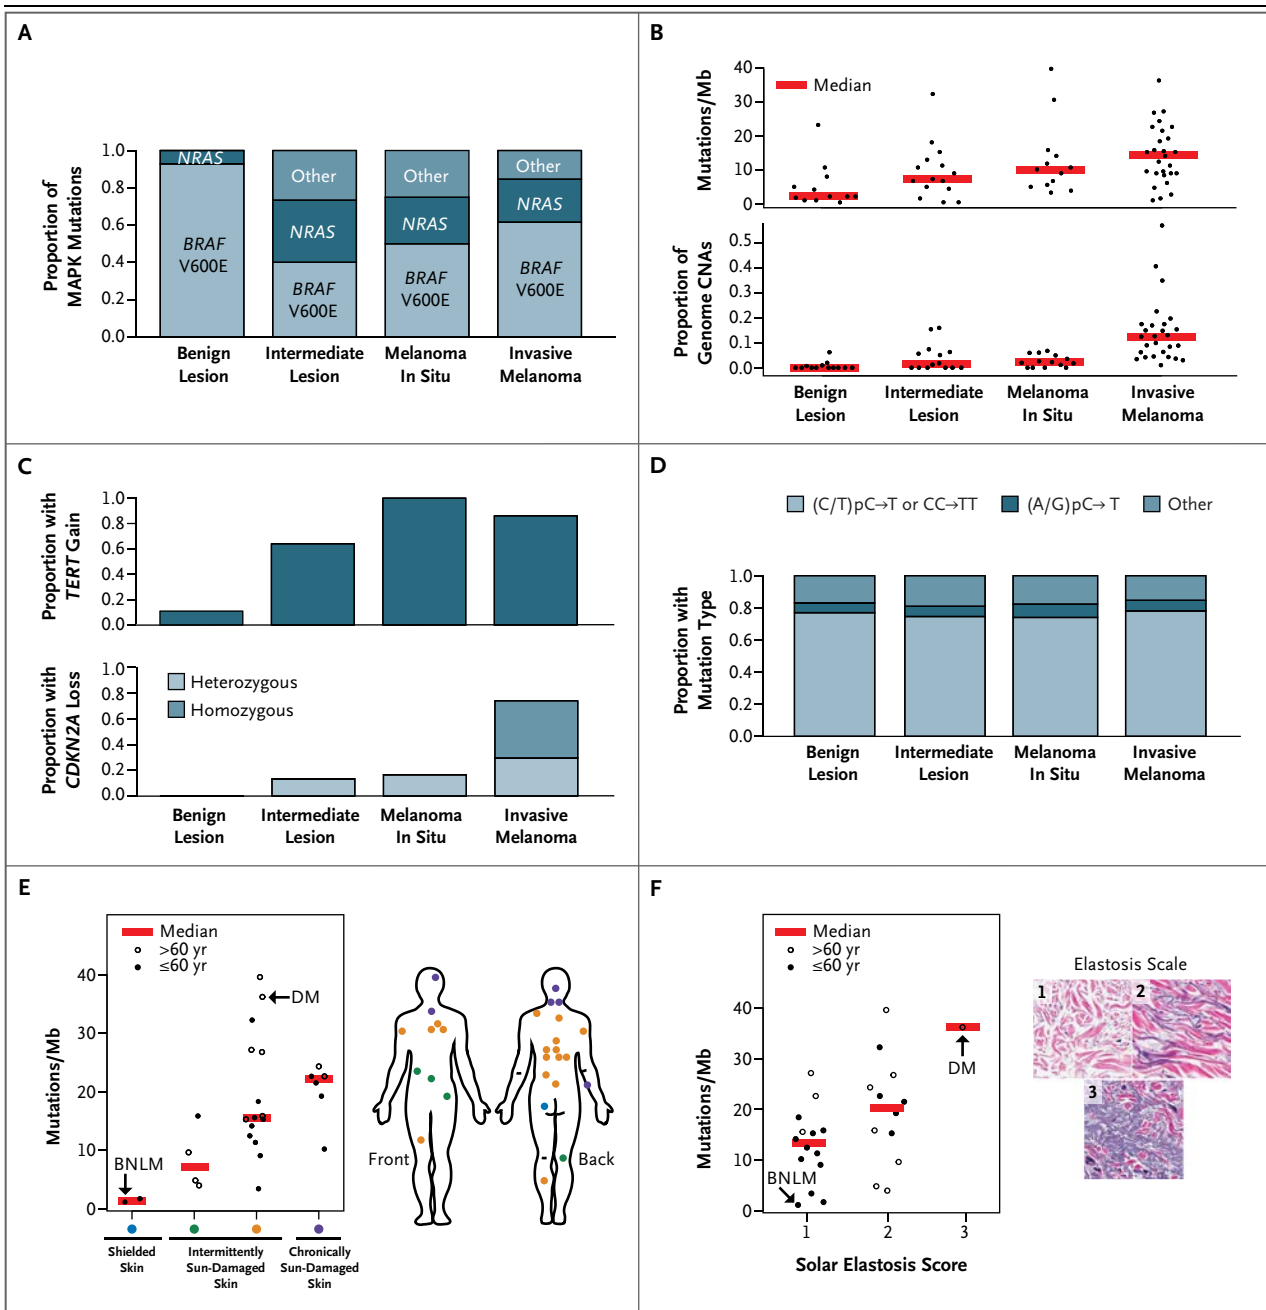 A
1.0
0.8
0.6
0.4
0.2
0.0
Proportion of
MAPK Mutations
NRAS
BRAF
V600E
Other
NRAS
BRAF
V600E
Other
NRAS
BRAF
V600E
Other
NRAS
BRAF
V600E
Benign
Lesion
Intermediate
Lesion
Melanoma
In Situ
Invasive
Melanoma
B
Median
Mutations/Mb
40
30
20
10
0
Proportion of
Genome CNAs
0.5
0.4
0.3
0.2
0.1
0.0
Benign
Lesion
Intermediate
Lesion
Melanoma
In Situ
Invasive
Melanoma
C
Proportion with
TERT Gain
1.0
0.8
0.6
0.4
0.2
0.0
Proportion with
CDKN2A Loss
1.0
0.8
0.6
0.4
0.2
0.0
Heterozygous
Homozygous
Benign
Lesion
Intermediate
Lesion
Melanoma
In Situ
Invasive
Melanoma
D
(C/T)pC→T or CC→TT
(A/G)pC→T
Other
Proportion with
Mutation Type
1.0
0.8
0.6
0.4
0.2
0.0
Benign
Lesion
Intermediate
Lesion
Melanoma
In Situ
Invasive
Melanoma
E
Median
>60 yr
≤60 yr
Mutations/Mb
40
30
20
10
0
DM
BNLM
Shielded
Skin
Intermittently
Sun-Damaged
Skin
Chronically
Sun-Damaged
Skin
Front
Back
F
Median
>60 yr
≤60 yr
Mutations/Mb
40
30
20
10
0
DM
BNLM
1
2
3
Solar Elastosis Score
Elastosis Scale
1
2
3